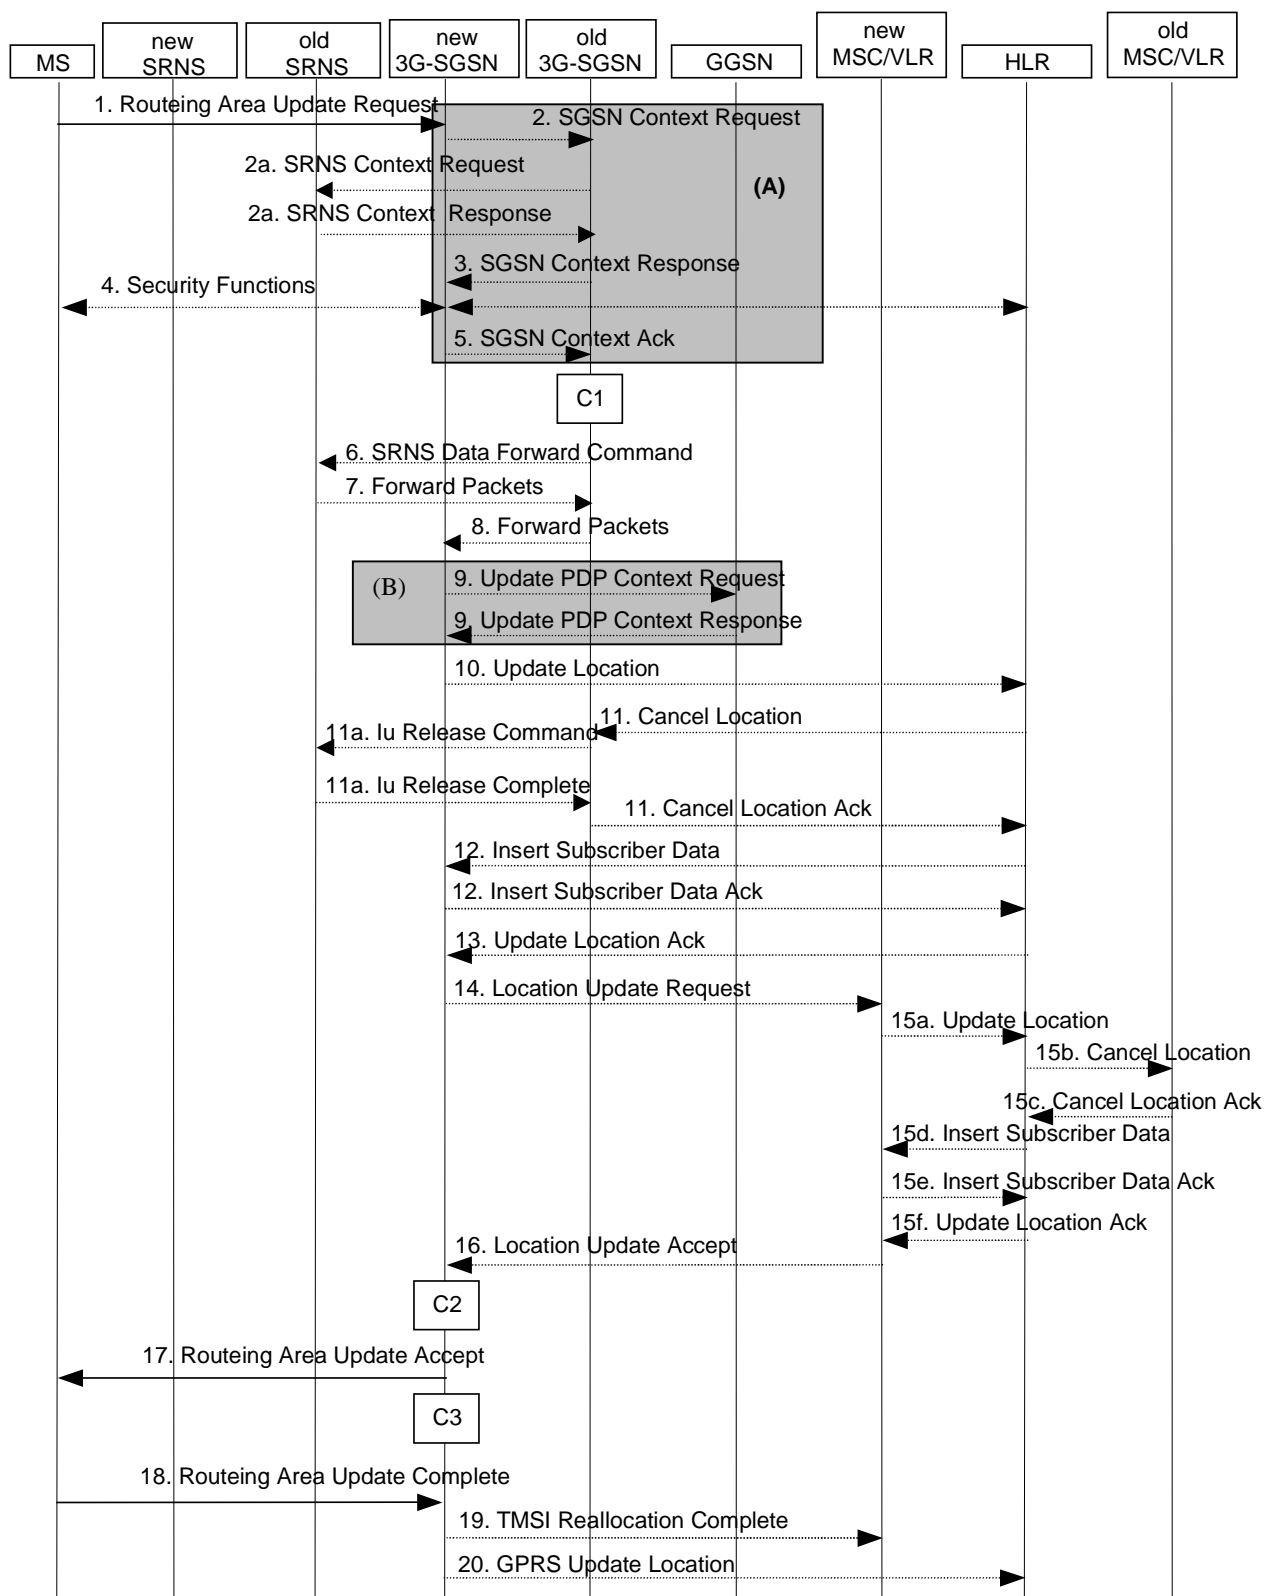 MS
new
SRNS
old
SRNS
new
3G-SGSN
old
3G-SGSN
GGSN
new
MSC/VLR
HLR
old
MSC/VLR
1. Routeing Area Update Request
2. SGSN Context Request
2a. SRNS Context Request
(A)
2a. SRNS Context Response
3. SGSN Context Response
4. Security Functions
5. SGSN Context Ack
C1
6. SRNS Data Forward Command
7. Forward Packets
8. Forward Packets
(B)
9. Update PDP Context Request
9. Update PDP Context Response
10. Update Location
11. Cancel Location
11a. Iu Release Command
11a. Iu Release Complete
11. Cancel Location Ack
12. Insert Subscriber Data
12. Insert Subscriber Data Ack
13. Update Location Ack
14. Location Update Request
15a. Update Location
15b. Cancel Location
15c. Cancel Location Ack
15d. Insert Subscriber Data
15e. Insert Subscriber Data Ack
15f. Update Location Ack
16. Location Update Accept
C2
17. Routeing Area Update Accept
C3
18. Routeing Area Update Complete
19. TMSI Reallocation Complete
20. GPRS Update Location